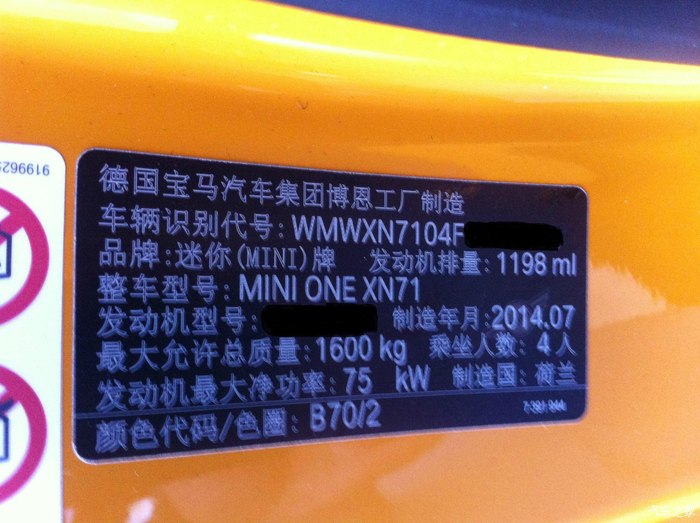 德国宝马汽车集团博恩工厂制造
车辆识别代号: WMWXN7104F
品牌: 迷你(MINI)牌 发动机排量: 1198 ml
整车型号: MINI ONE XN71
发动机型号: 制造年月: 2014.07
最大允许总质量: 1600 kg 乘坐人数: 4 人
发动机最大净功率: 75 kW 制造国: 荷兰
颜色代码/色圈: B70/2